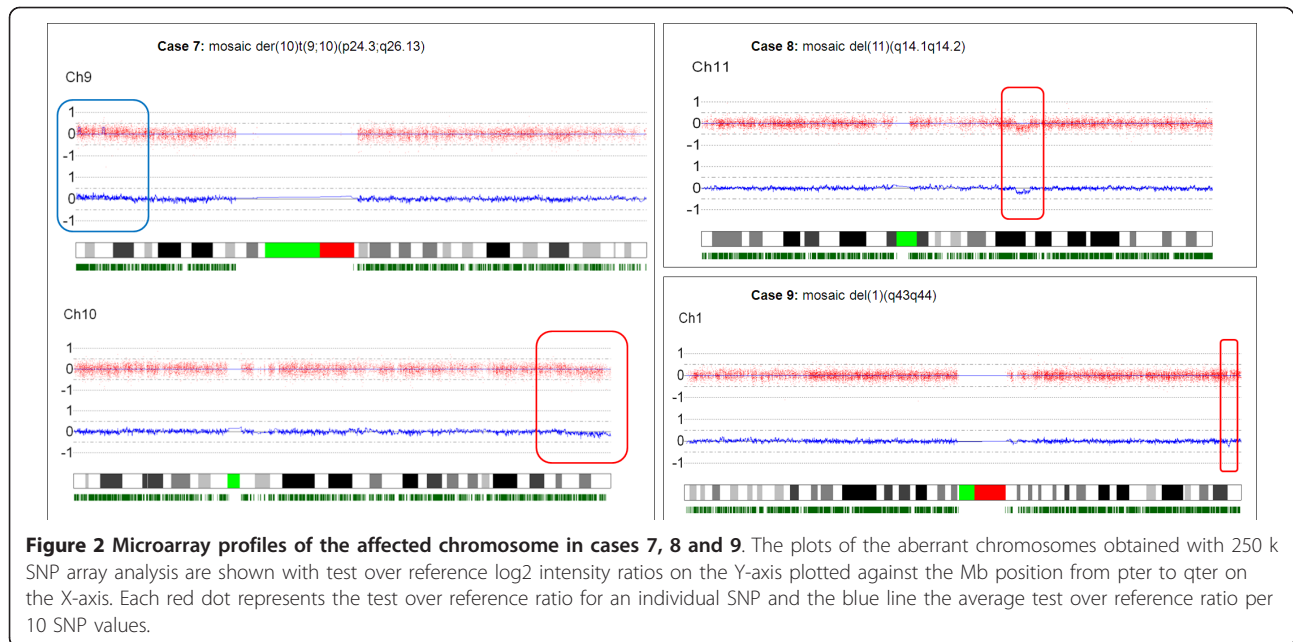 Case 7: mosaic der(10)t(9;10)(p24.3;q26.13)
Ch9
1
0
-1
1
0
-1
Ch10
1
0
-1
1
0
-1
Case 8: mosaic del(11)(q14.1q14.2)
Ch11
1
0
-1
1
0
-1
Case 9: mosaic del(1)(q43q44)
Ch1
1
0
-1
1
0
-1
Figure 2 Microarray profiles of the affected chromosome in cases 7, 8 and 9. The plots of the aberrant chromosomes obtained with 250 k
SNP array analysis are shown with test over reference log2 intensity ratios on the Y-axis plotted against the Mb position from pter to qter on
the X-axis. Each red dot represents the test over reference ratio for an individual SNP and the blue line the average test over reference ratio per
10 SNP values.